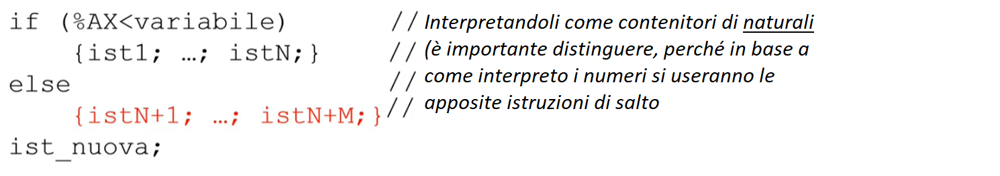 if (%AX<variabile) // Interpretandoli come contenitori di naturali
{ist1; …; istN;} // (è importante distinguere, perché in base a
else // come interpreto i numeri si useranno le
{istN+1; …; istN+M;}// apposite istruzioni di salto
ist_nuova;